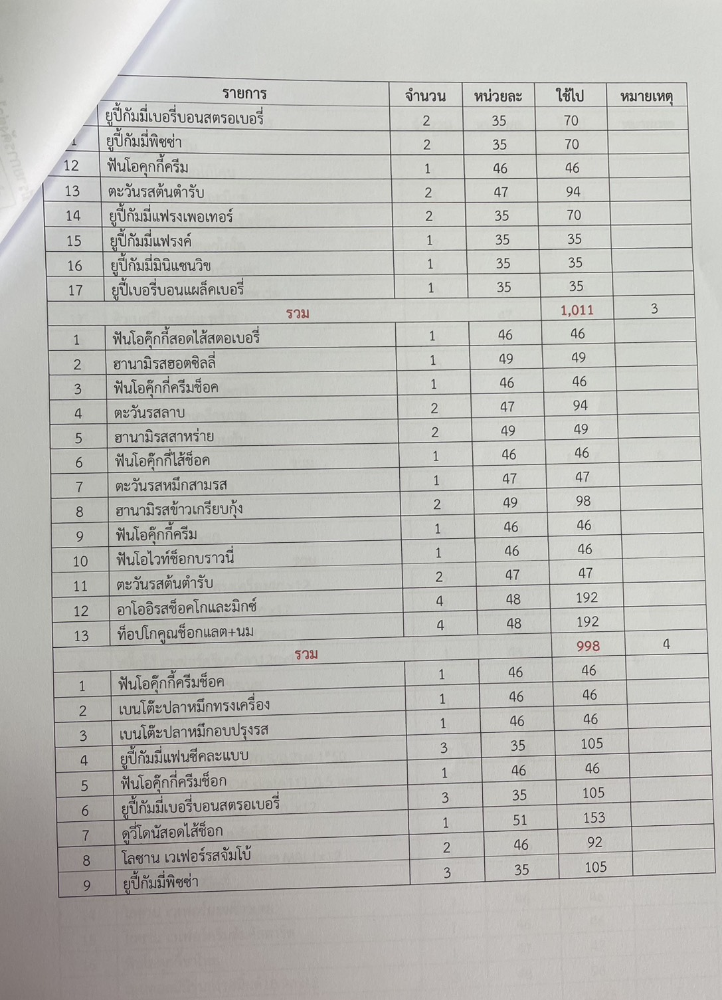 รายการ จำนวน หน่วยละ ใช้ไป หมายเหตุ
ยูปี้กัมมี่เบอรี่บอนสตรอเบอรี่ 2 35 70
1 ยูปี้กัมมี่พิซซ่า 2 35 70
12 ฟันโอคุกกี้ครีม 1 46 46
13 ตะวันรสต้นตำรับ 2 47 94
14 ยูปี้กัมมี่แฟรงเพอเทอร์ 2 35 70
15 ยูปี้กัมมี่แฟรงค์ 1 35 35
16 ยูปี้กัมมี่มินิแซนวิช 1 35 35
17 ยูปี้เบอรี่บอนแผล็คเบอรี่ 1 35 35
รวม 1,011 3
1 ฟันโอคุ๊กกี้สอดไส้สตอเบอรี่ 1 46 46
2 ฮานามิรสฮอตชิลลี่ 1 49 49
3 ฟันโอคุ๊กกี่ครีมช็อค 1 46 46
4 ตะวันรสลาบ 2 47 94
5 ฮานามิรสสาหร่าย 2 49 49
6 ฟันโอคุ๊กกี่ไส้ช็อค 1 46 46
7 ตะวันรสหมึกสามรส 1 47 47
8 ฮานามิรสข้าวเกรียบกุ้ง 2 49 98
9 ฟันโอคุ๊กกี้ครีม 1 46 46
10 ฟันโอไวท์ช็อกบราวนี่ 1 46 46
11 ตะวันรสต้นตำรับ 2 47 47
12 อาโออิรสช็อคโกและมิกซ์ 4 48 192
13 ท็อปโกคูณช็อกแลต+นม 4 48 192
รวม 998 4
1 ฟันโอคุ๊กกี้ครีมช็อค 1 46 46
2 เบนโต๊ะปลาหมึกทรงเครื่อง 1 46 46
3 เบนโต๊ะปลาหมึกอบปรุงรส 1 46 46
4 ยูปี้กัมมี่แฟนซีคละแบบ 3 35 105
5 ฟันโอคุ๊กกี่ครีมช็อก 1 46 46
6 ยูปี้กัมมี่เบอรี่บอนสตรอเบอรี่ 3 35 105
7 ดูวี่โดนัสอดไส้ช็อก 1 51 153
8 โลซาน เวเฟอร์รสจัมโบ้ 2 46 92
9 ยูปี้กัมมี่พิซซ่า 3 35 105